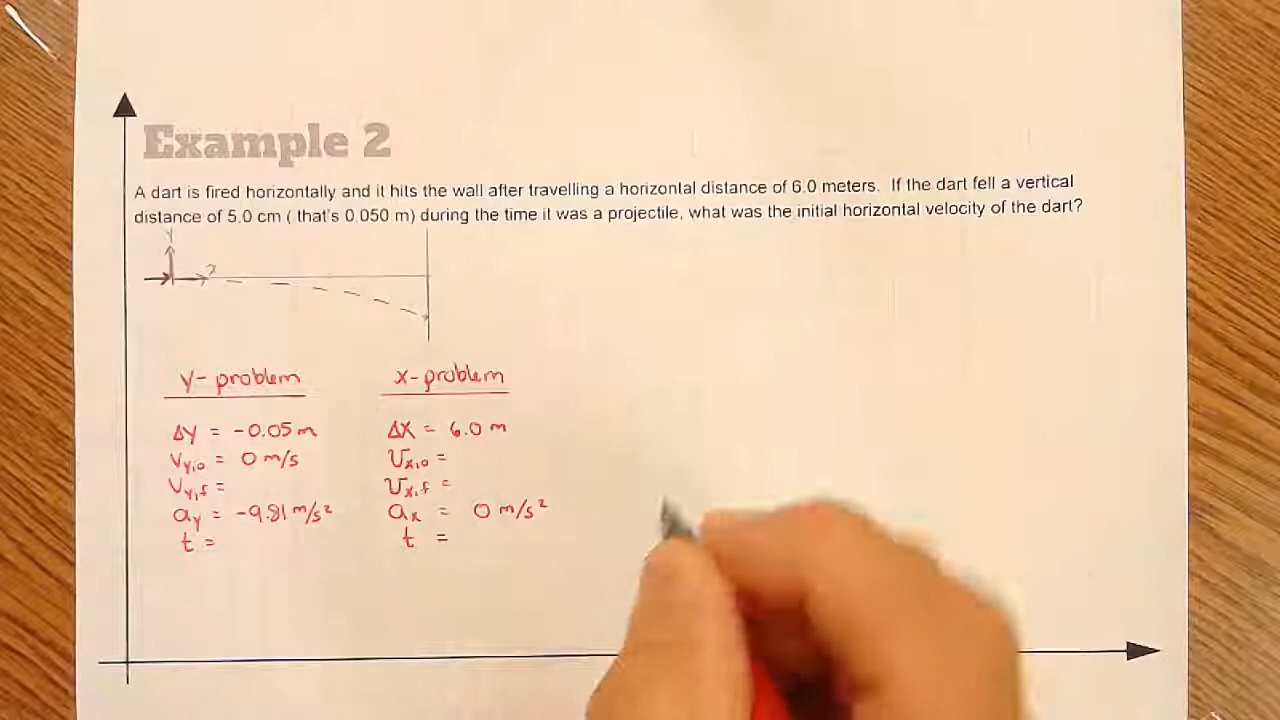 Example 2
A dart is fired horizontally and it hits the wall after travelling a horizontal distance of 6.0 meters. If the dart fell a vertical
distance of 5.0 cm ( that's 0.050 m) during the time it was a projectile, what was the initial horizontal velocity of the dart?
Y
x
y-problem x-problem
Δy = -0.05m Δx = 6.0 m
Vy,o = 0 m/s Vx,o =
Vy,f = Vx,f =
ay = -9.81 m/s² ax = 0 m/s²
t = t =